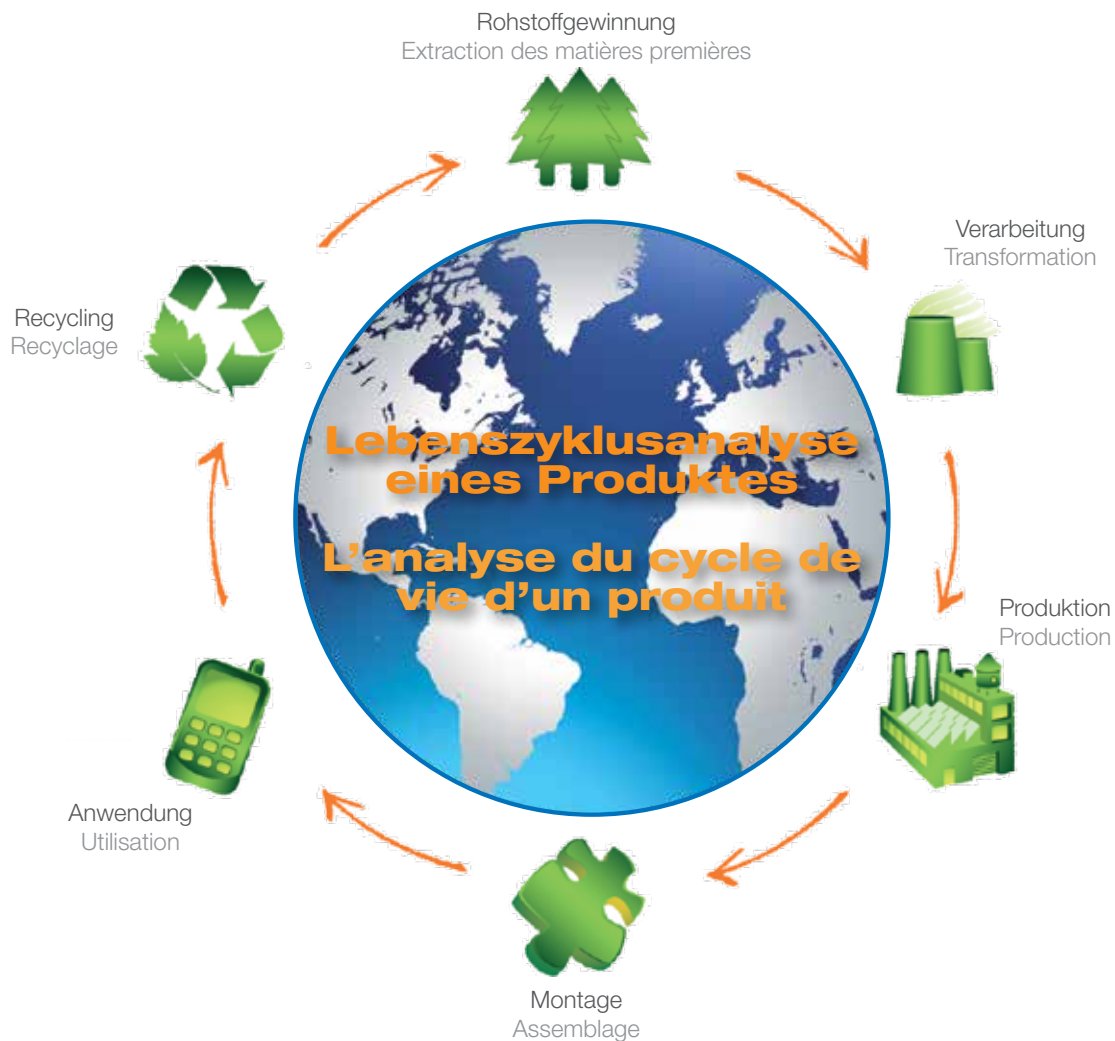 Rohstoffgewinnung
Extraction des matières premières
Verarbeitung
Transformation
Recycling
Recyclage
Lebenszyklusanalyse
eines Produktes
L'analyse du cycle de
vie d'un produit
Produktion
Production
Anwendung
Utilisation
Montage
Assemblage